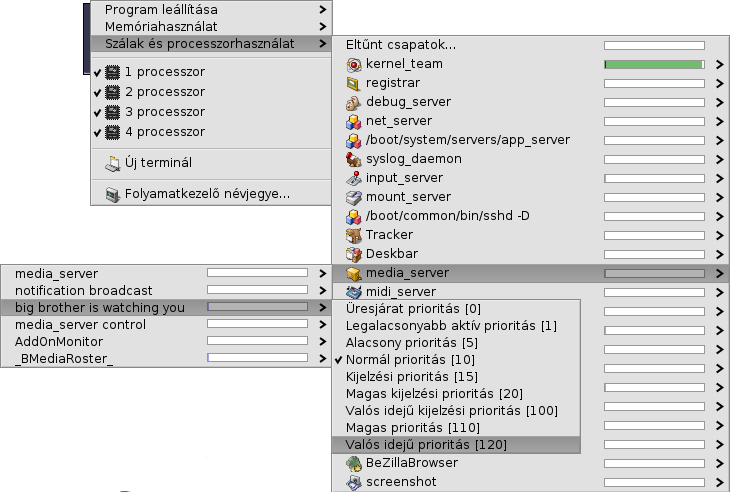 Program leállítása
Memóriahasználat
Szálak és processzorhasználat
1 processzor
2 processzor
3 processzor
4 processzor
Új terminál
Folyamatkezelő névjegye...
Eltűnt csapatok...
kernel_team
registrar
debug_server
net_server
/boot/system/servers/app_server
syslog_daemon
input_server
mount_server
/boot/common/bin/sshd -D
Tracker
Deskbar
media_server
midi_server
media_server
notification broadcast
big brother is watching you
media_server control
AddOnMonitor
_BMediaRoster_
Üresjárat prioritás [0]
Legalacsonyabb aktív prioritás [1]
Alacsony prioritás [5]
Normál prioritás [10]
Kijelzési prioritás [15]
Magas kijelzési prioritás [20]
Valós idejű kijelzési prioritás [100]
Magas prioritás [110]
Valós idejű prioritás [120]
BeZillaBrowser
screenshot